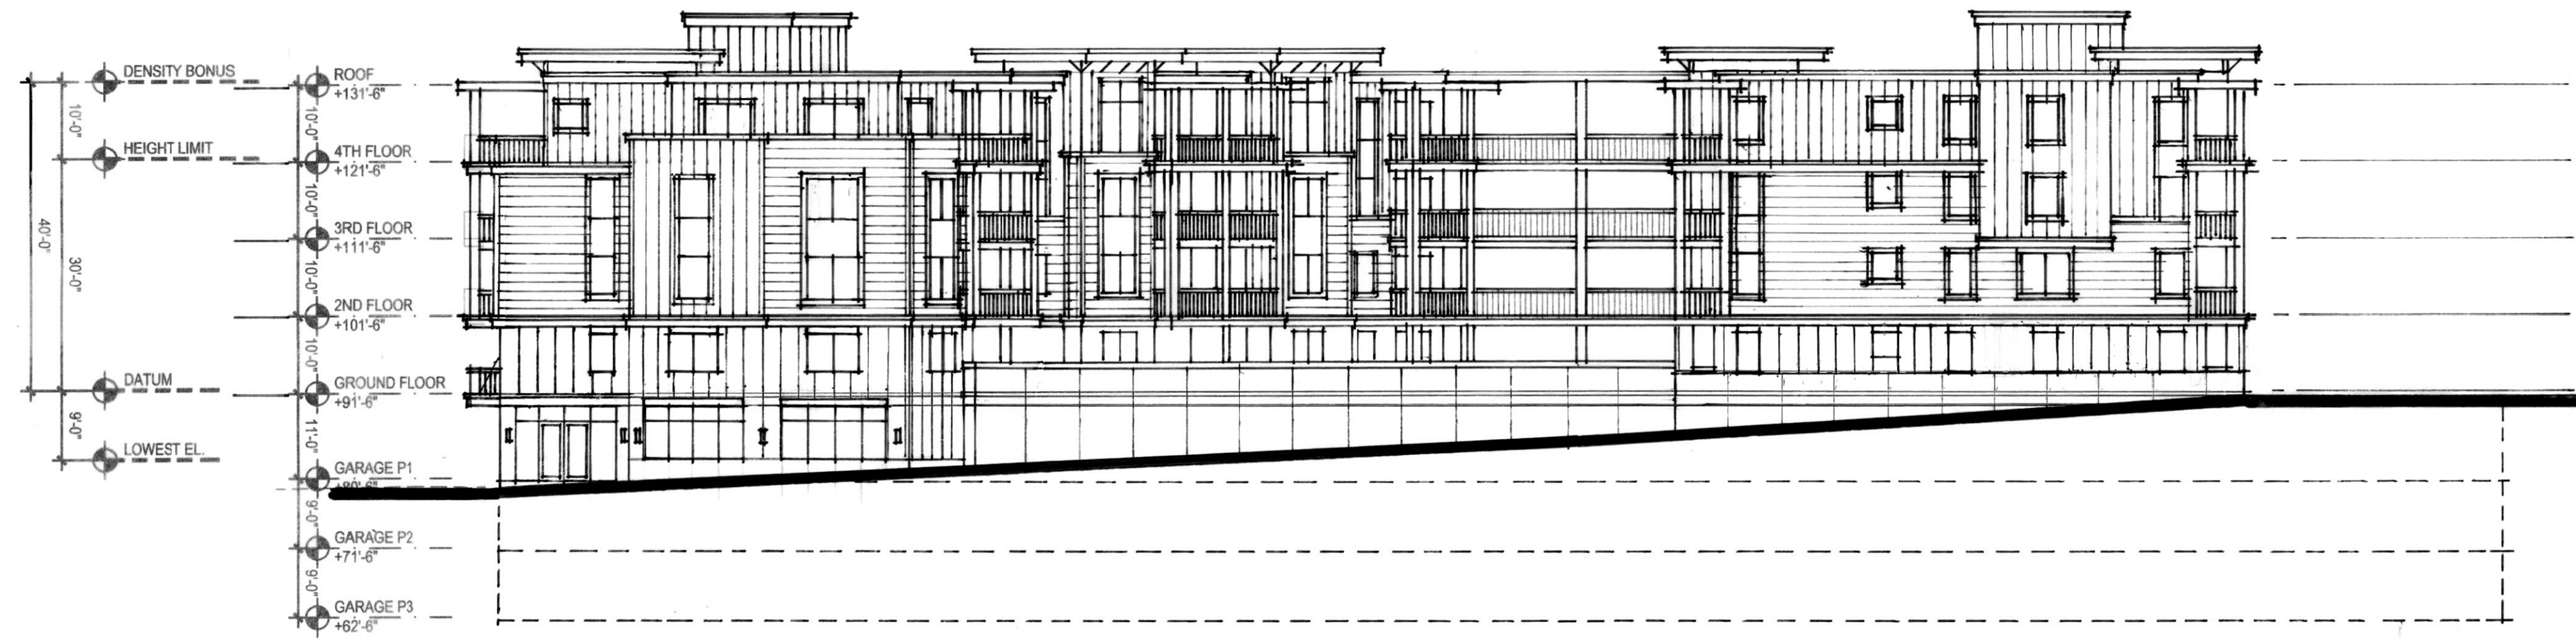 DENSITY BONUS
HEIGHT LIMIT
DATUM
LOWEST EL.
10'-0"
40'-0"
30'-0"
9'-0"
ROOF
+131'-6"
10'-0"
4TH FLOOR
+121'-6"
10'-0"
3RD FLOOR
+111'-6"
10'-0"
2ND FLOOR
+101'-6"
10'-0"
GROUND FLOOR
+91'-6"
11'-0"
GARAGE P1
+80'-6"
9'-0"
GARAGE P2
+71'-6"
9'-0"
GARAGE P3
+62'-6"